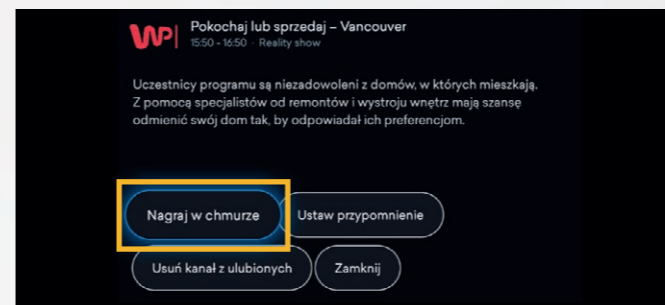 WP
Pokochaj lub sprzedaj – Vancouver
15:50 - 16:50 · Reality show
Uczestnicy programu są niezadowoleni z domów, w których mieszkają.
Z pomocą specjalistów od remontów i wystroju wnętrz mają szansę
odmienić swój dom tak, by odpowiadał ich preferencjom.
Nagraj w chmurze
Ustaw przypomnienie
Usuń kanał z ulubionych
Zamknij